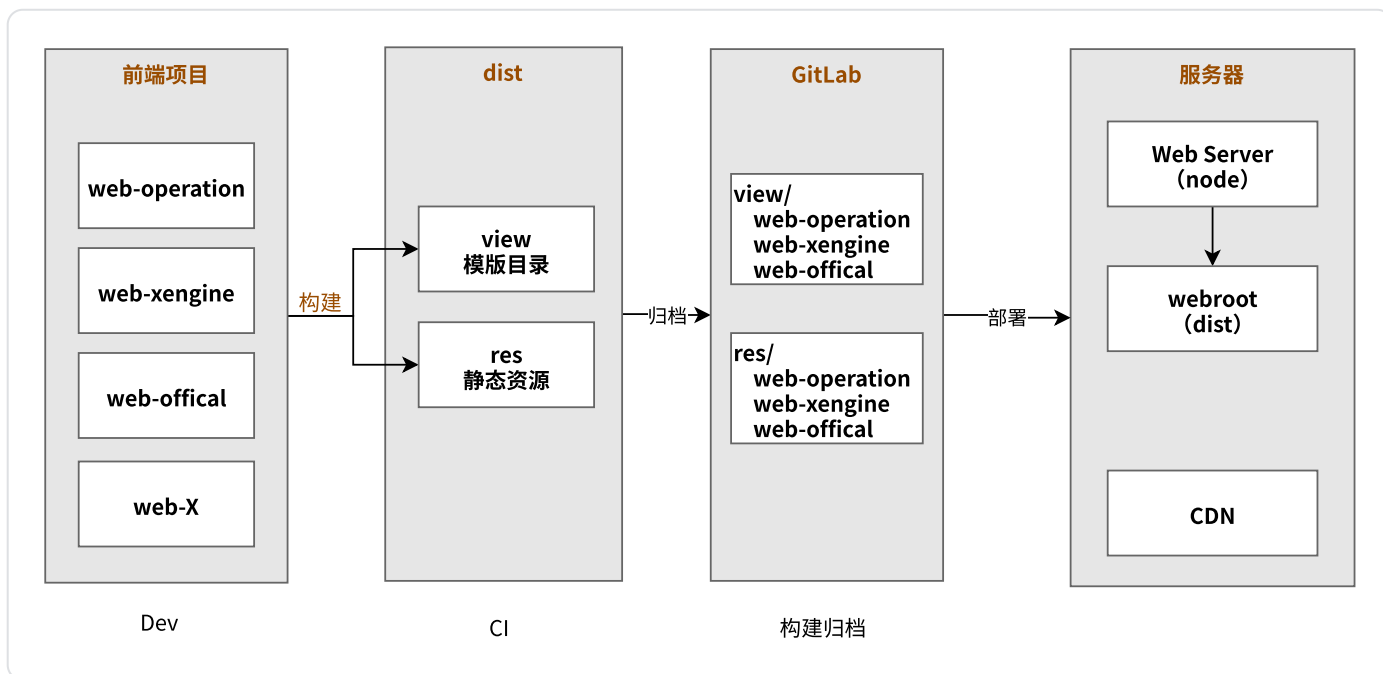 前端项目
web-operation
web-xengine
web-offical
web-X
Dev
构建
dist
view
模版目录
res
静态资源
CI
归档
GitLab
view/
web-operation
web-xengine
web-offical
res/
web-operation
web-xengine
web-offical
构建归档
部署
服务器
Web Server
（node）
webroot
（dist）
CDN